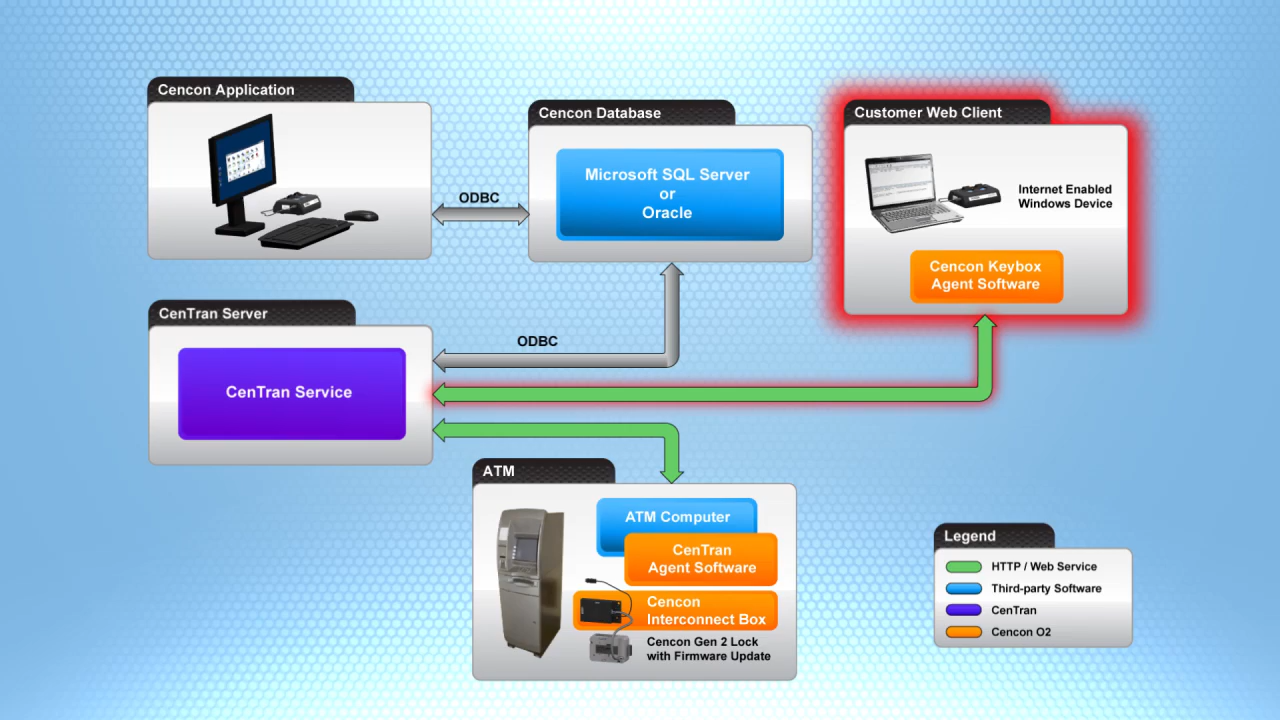 Cencon Application
ODBC
Cencon Database
Microsoft SQL Server
or
Oracle
Customer Web Client
Internet Enabled
Windows Device
Cencon Keybox
Agent Software
CenTran Server
CenTran Service
ODBC
ATM
ATM Computer
CenTran
Agent Software
Cencon
Interconnect Box
Cencon Gen 2 Lock
with Firmware Update
Legend
HTTP / Web Service
Third-party Software
CenTran
Cencon O2